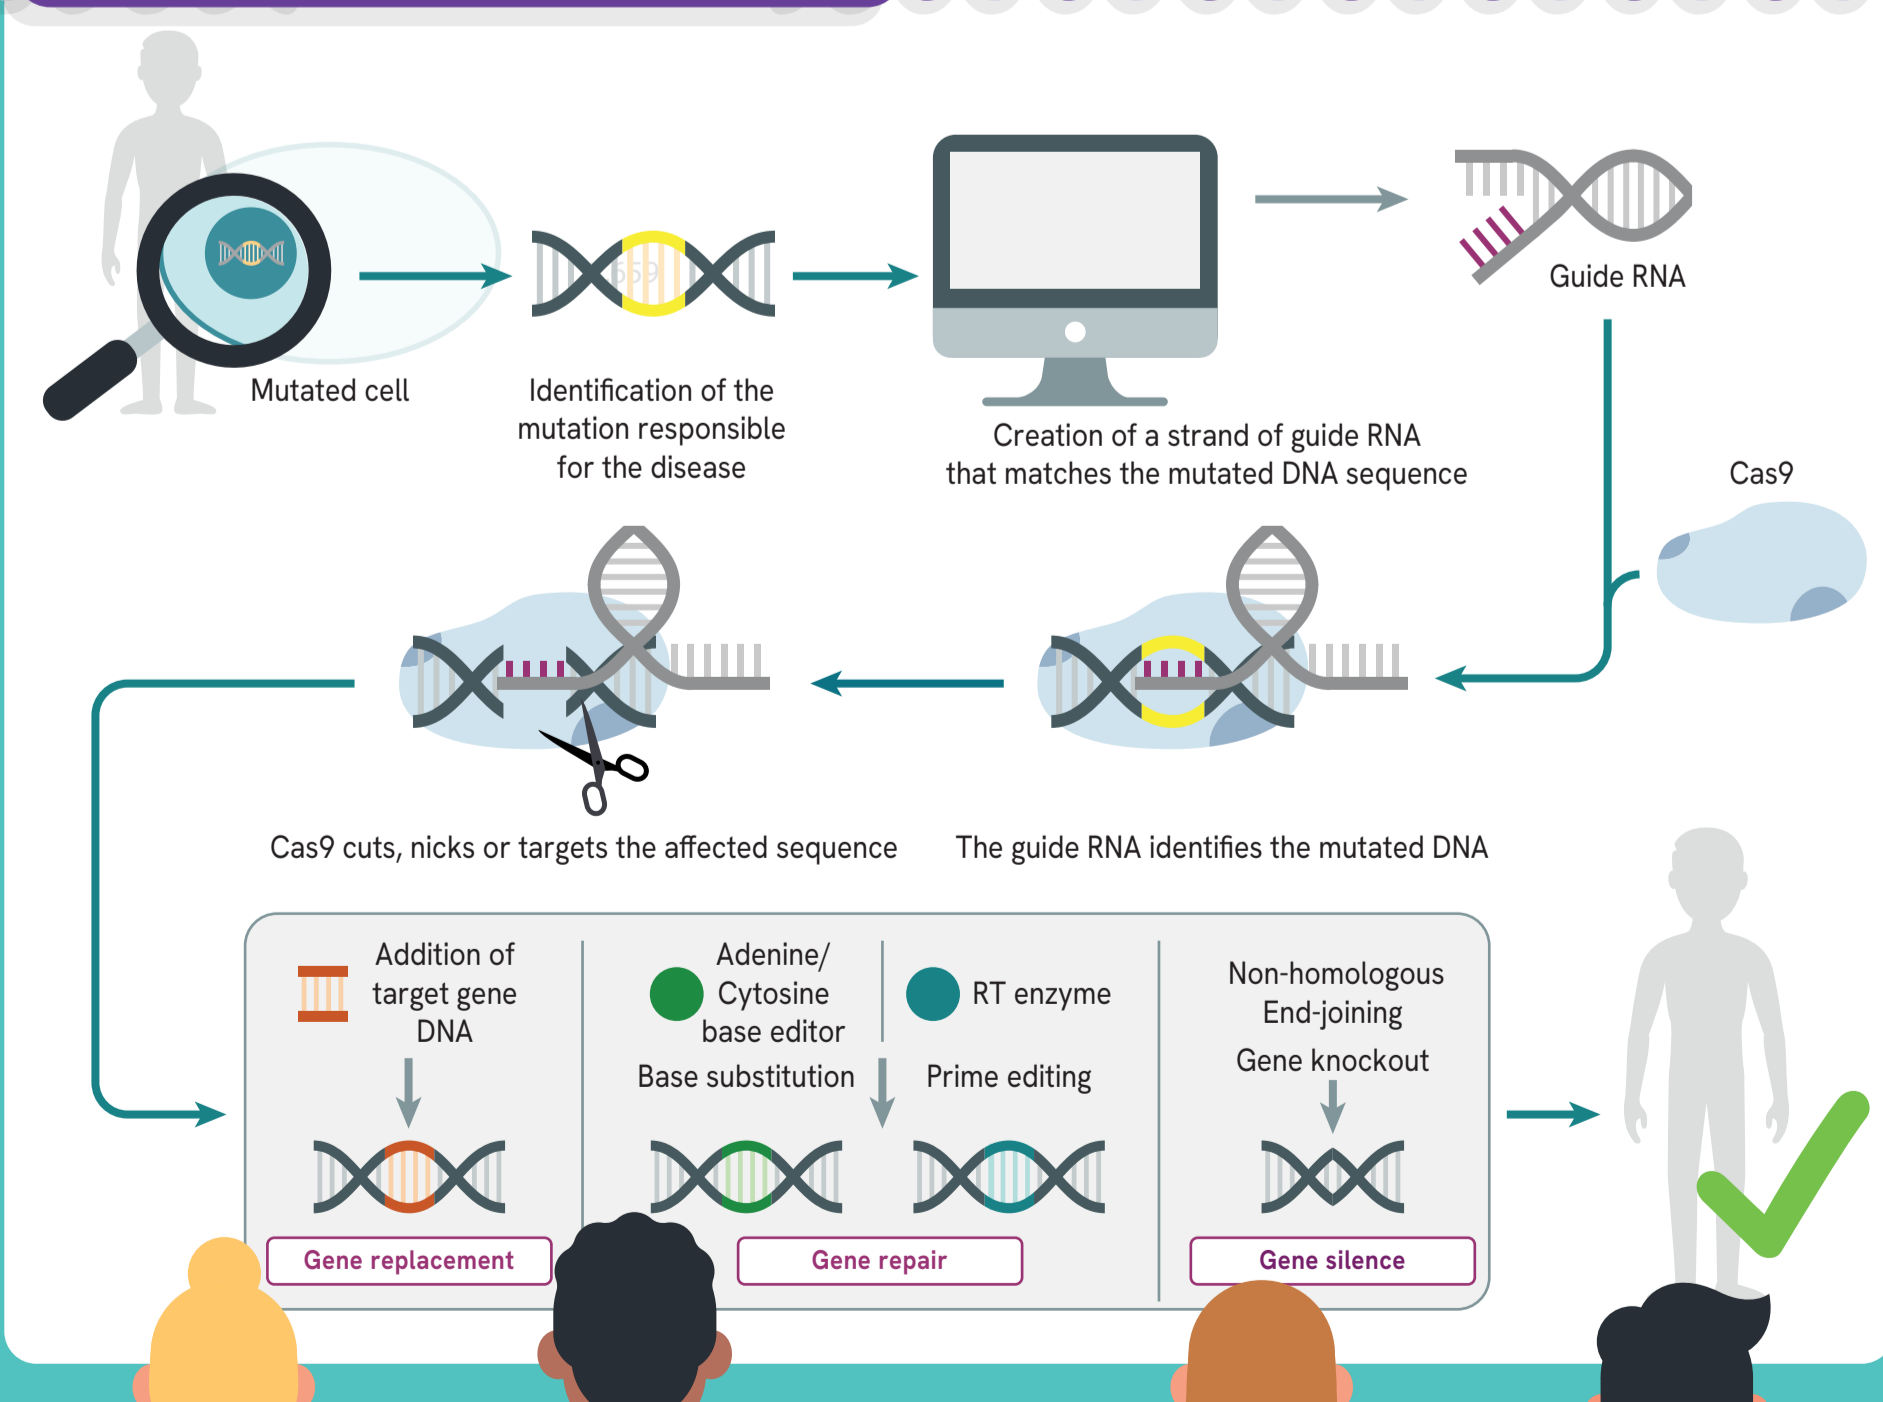 Mutated cell
Identification of the
mutation responsible
for the disease
659
Creation of a strand of guide RNA
that matches the mutated DNA sequence
Guide RNA
Cas9
Cas9 cuts, nicks or targets the affected sequence
The guide RNA identifies the mutated DNA
Addition of
target gene
DNA
Adenine/
Cytosine
base editor
Base substitution
RT enzyme
Prime editing
Non-homologous
End-joining
Gene knockout
Gene replacement
Gene repair
Gene silence